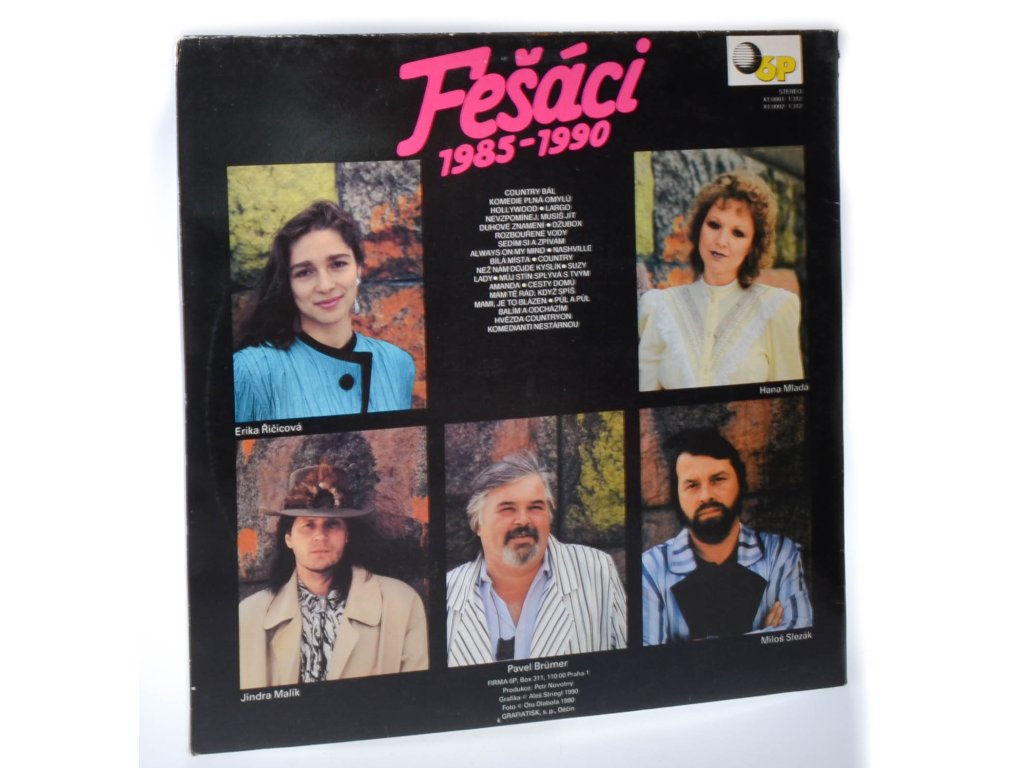 Fešáci
1985-1990
6P
STEREO
COUNTRY BÁL
KOMEDIE PLNÁ OMYLŮ
HOLLYWOOD ● LARGO
NEVZPOMÍNEJ, MUSÍŠ JÍT
DUHOVÉ ZNAMENÍ ● DŽUBOX
ROZBOUŘENÉ VODY
SEDÍM SI A ZPÍVÁM
ALWAYS ON MY MIND ● NASHVILLE
BÍLÁ MÍSTA ● COUNTRY
NEŽ NÁM DOJDE KYSLÍK ● SUZY
LADY ● MŮJ STÍN SPLÝVÁ S TVÝM
AMANDA ● CESTY DOMŮ
MÁM TĚ RÁD, KDYŽ SPÍŠ
MAMI, JE TO BLÁZEN ● PŮL A PŮL
BALÍM A ODCHÁZÍM
HVĚZDA COUNTRYON
KOMEDIANTI NESTÁRNOU
Hana Mladá
Erika Řičicová
Miloš Slezák
Pavel Brümer
Jindra Malík
FIRMA 6P, Box 311, 110 00 Praha 1
Produkce: Petr Novotný
Grafika © Aleš Striegl 1990
Foto © Oto Dlabola 1990
GRAFIATISK, s. p., Děčín